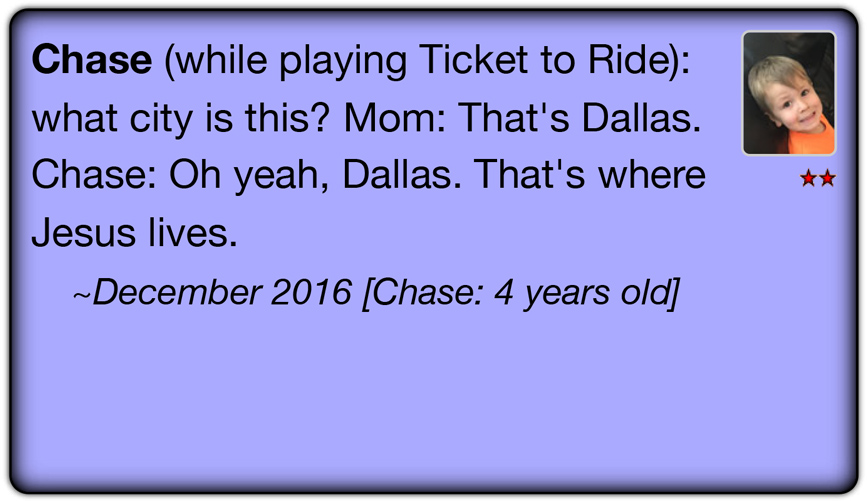 Chase (while playing Ticket to Ride):
what city is this? Mom: That's Dallas.
Chase: Oh yeah, Dallas. That's where
Jesus lives.
~December 2016 [Chase: 4 years old]